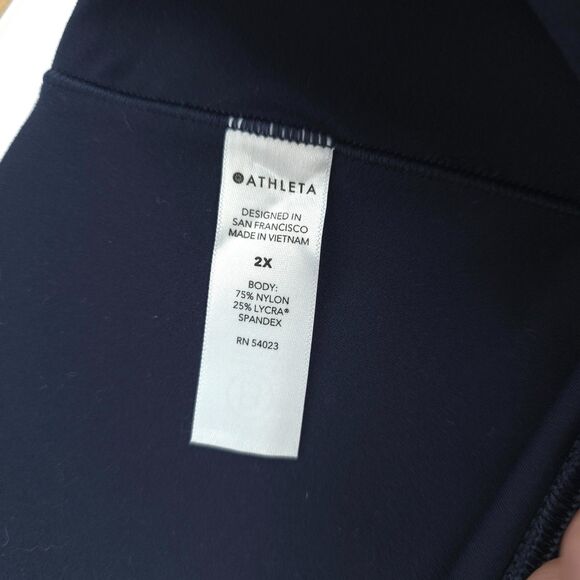 ATHLETA
DESIGNED IN
SAN FRANCISCO
MADE IN VIETNAM
2X
BODY:
75% NYLON
25% LYCRA®
SPANDEX
RN 54023